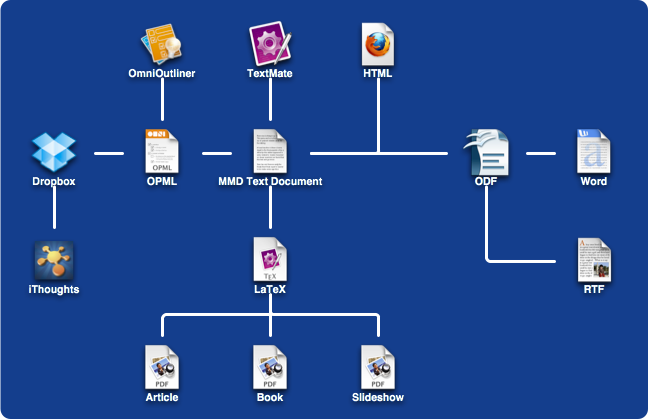 OmniOutliner
TextMate
HTML
OPML
Dropbox
OPML
MMD Text Document
ODF
Word
TEX
iThoughts
LaTeX
RTF
PDF
PDF
PDF
Article
Book
Slideshow